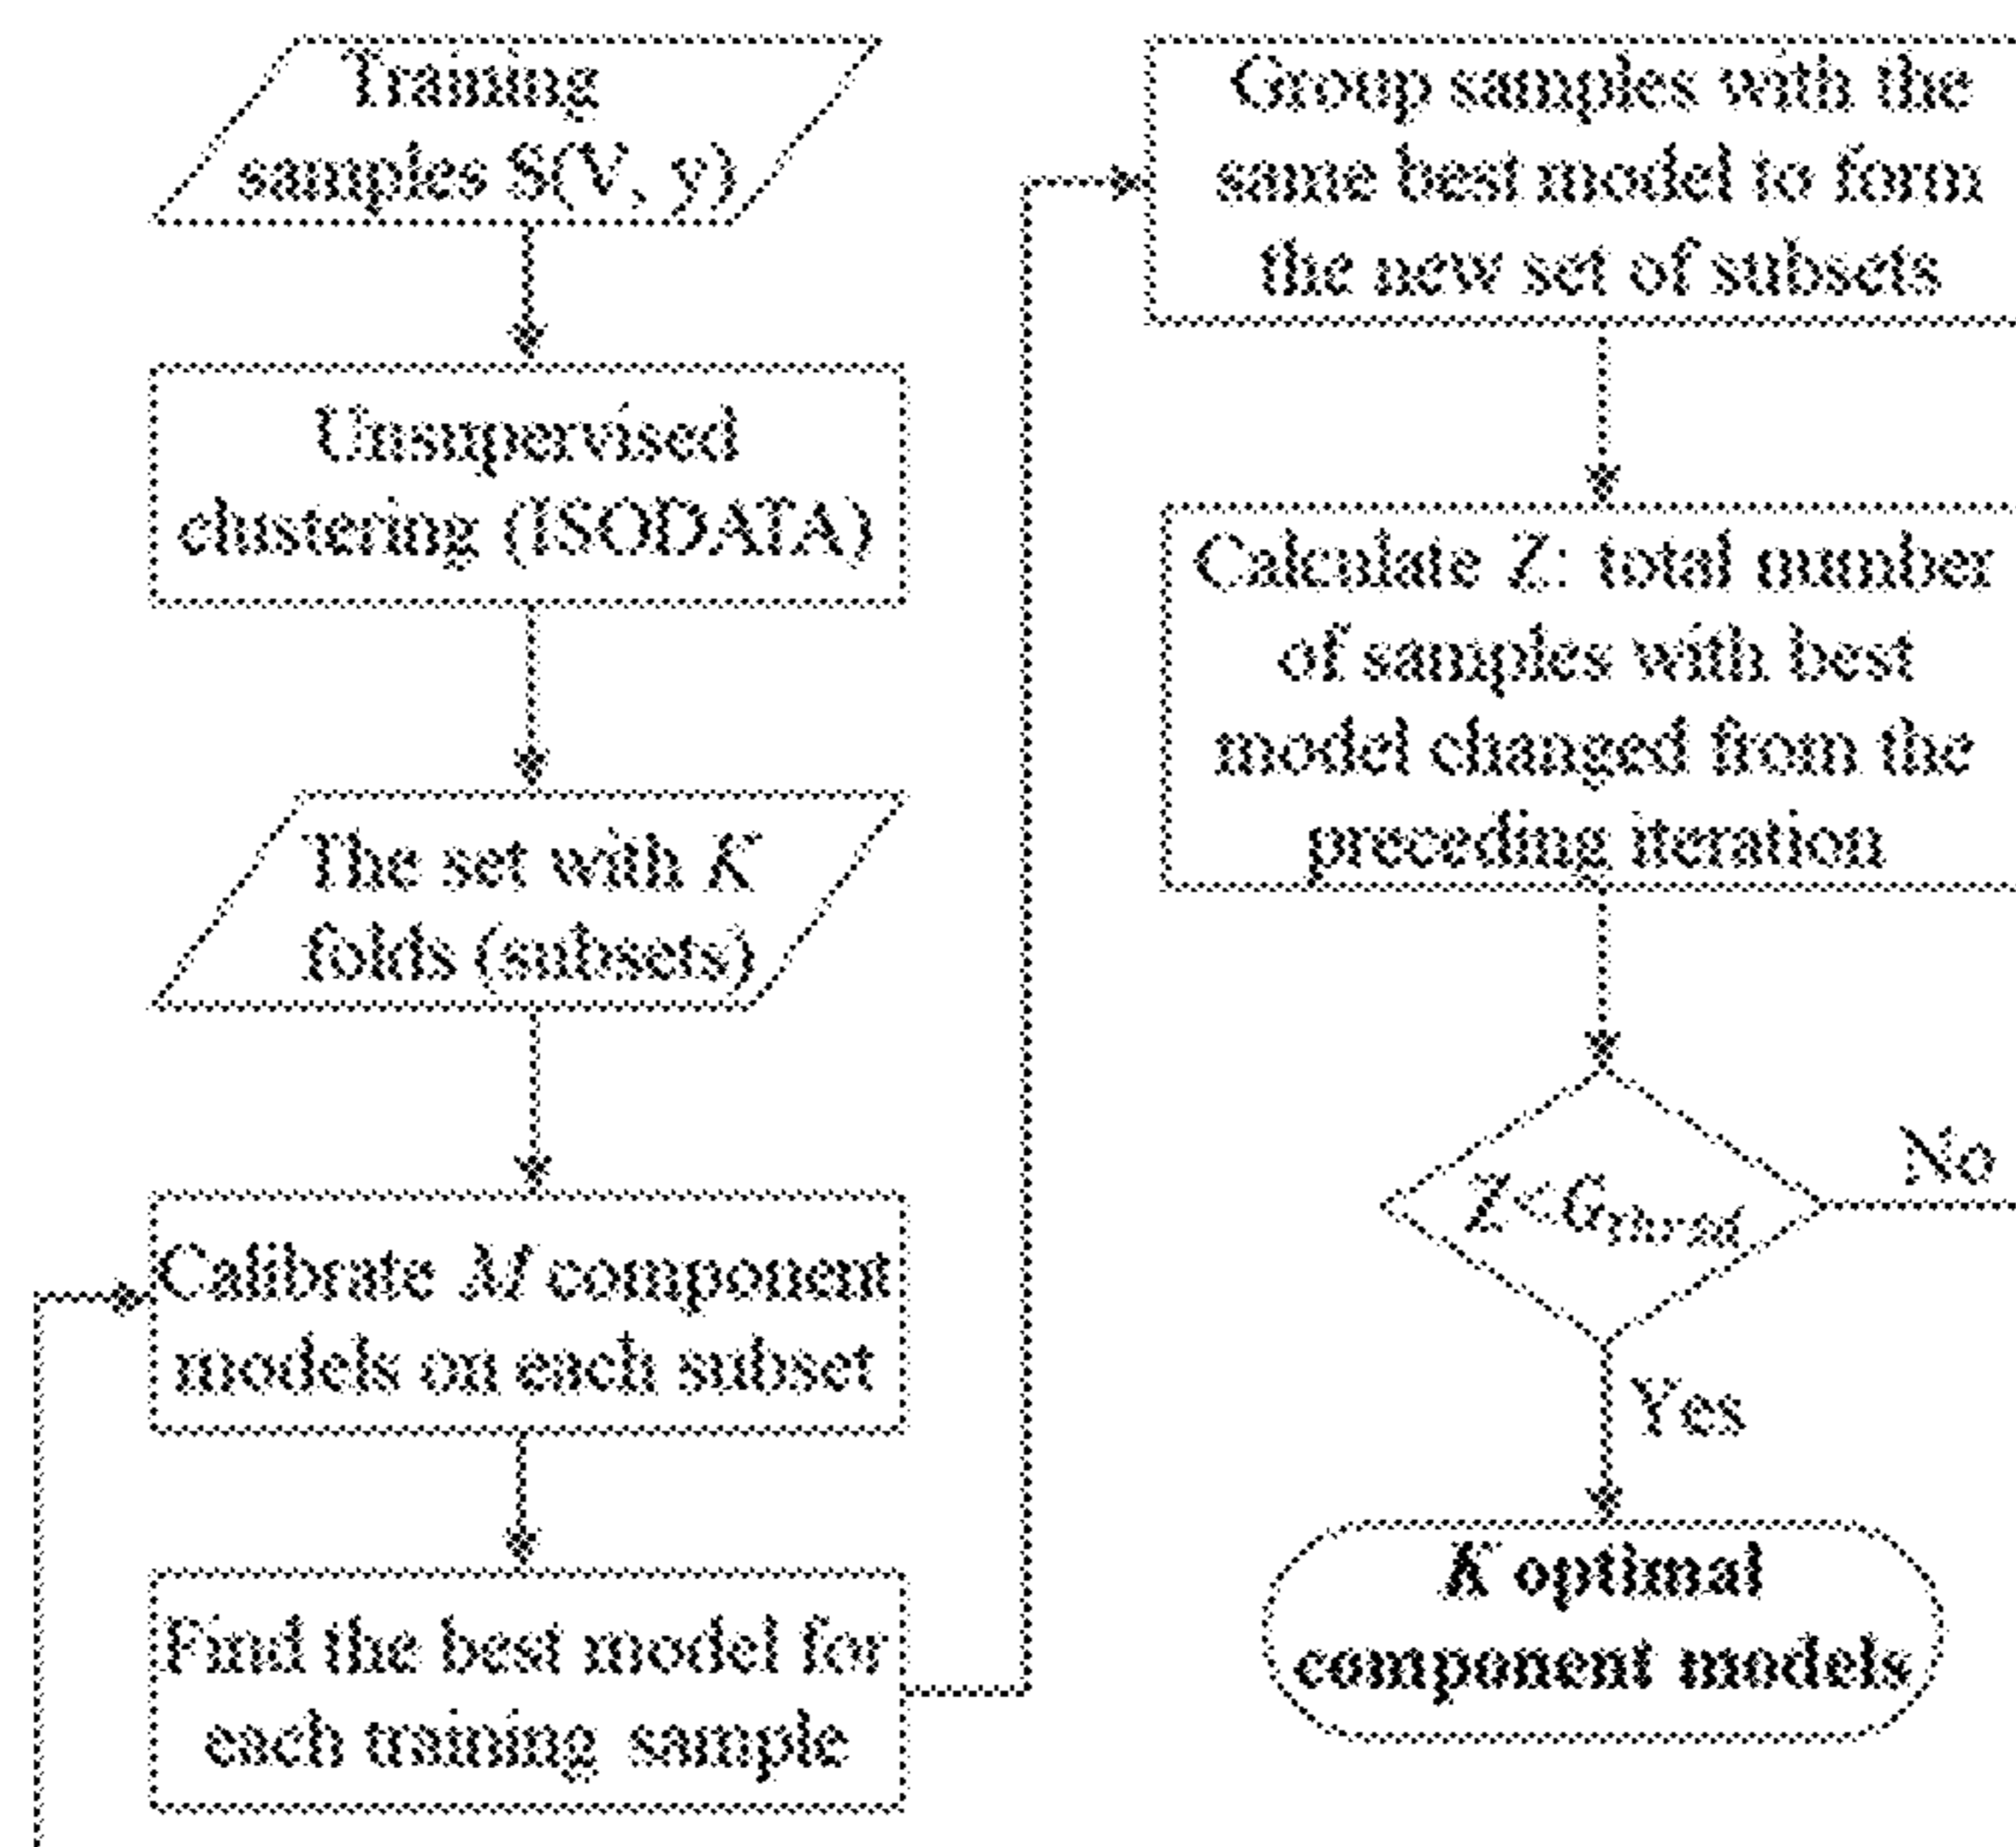 Training
samples S(V, y)
Unsupervised
clustering (ISODATA)
The set with K
folds (subsets)
Calibrate M component
models on each subset
Find the best model for
each training sample
Group samples with the
same best model to form
the new set of subsets
Calculate Z: total number
of samples with best
model changed from the
preceding iteration
Z<G
No
Yes
K optimal
component models